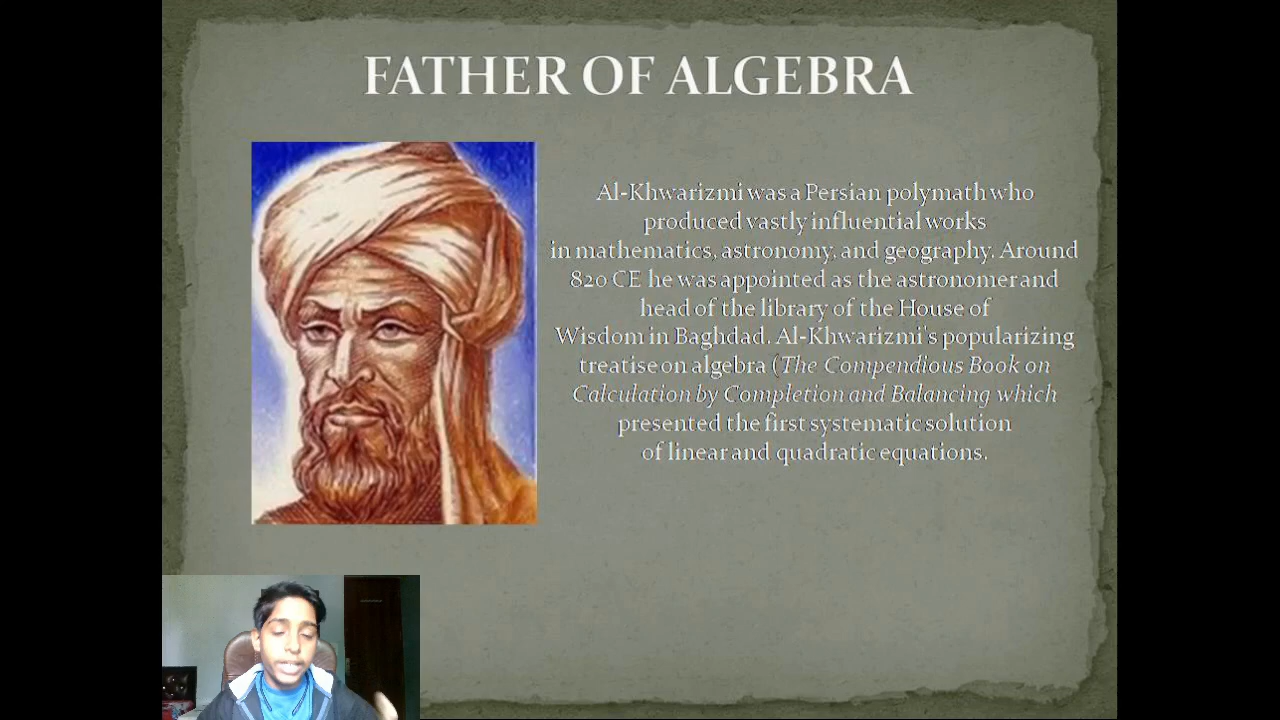 FATHER OF ALGEBRA
Al-Khwarizmi was a Persian polymath who
produced vastly influential works
in mathematics, astronomy, and geography. Around
820 CE he was appointed as the astronomer and
head of the library of the House of
Wisdom in Baghdad. Al-Khwarizmi's popularizing
treatise on algebra (The Compendious Book on
Calculation by Completion and Balancing which
presented the first systematic solution
of linear and quadratic equations.